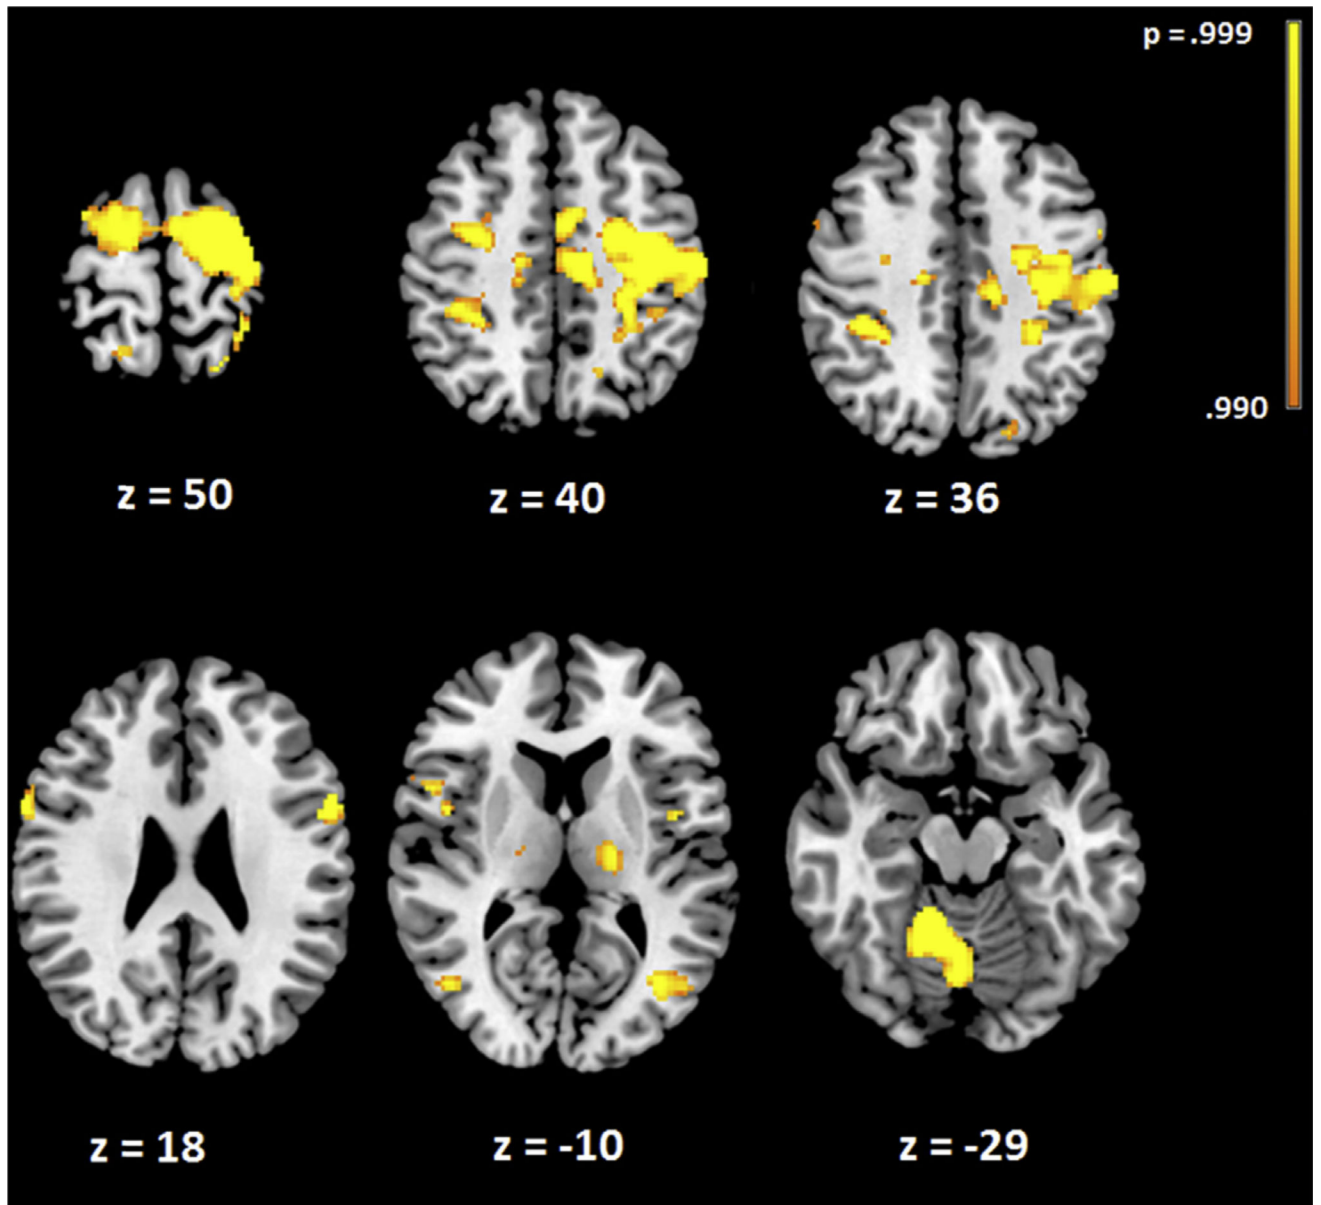 p = .999
.990
z = 50
z = 40
z = 36
z = 18
z = -10
z = -29